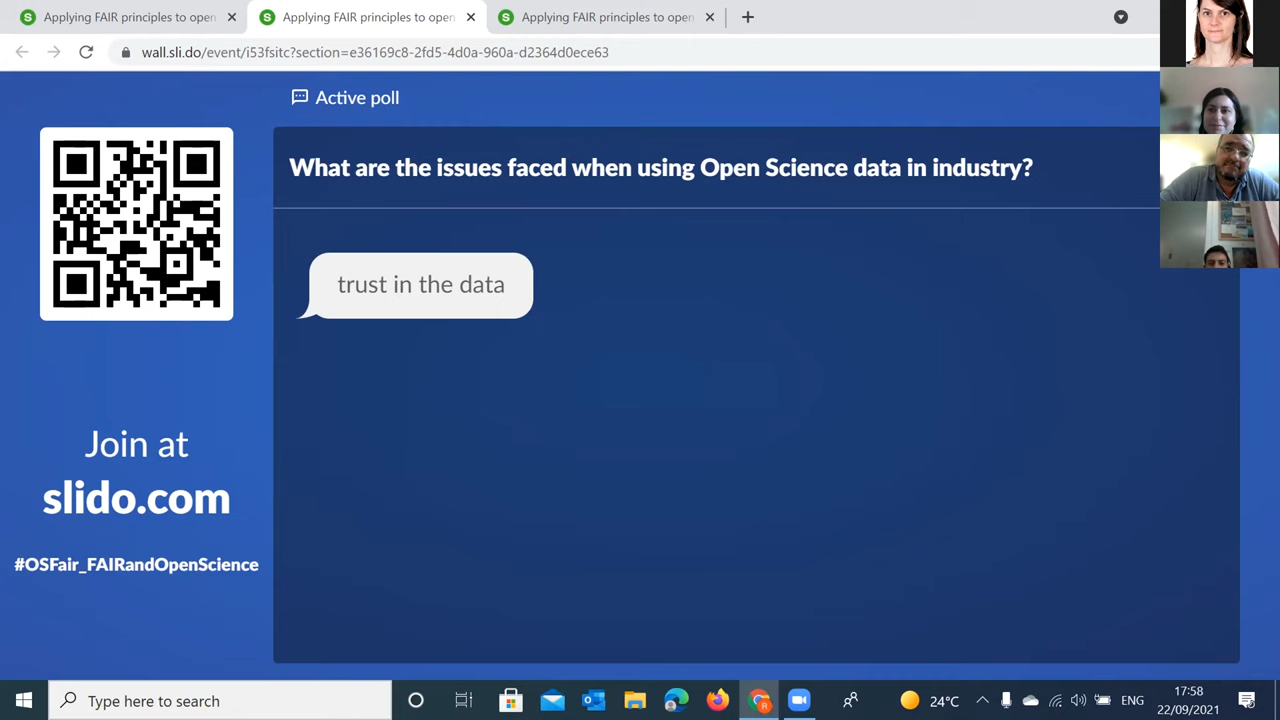 Applying FAIR principles to open
Applying FAIR principles to open
Applying FAIR principles to open
wall.sli.do/event/i53fsitc?section=e36169c8-2fd5-4d0a-960a-d2364d0ece63
Active poll
What are the issues faced when using Open Science data in industry?
trust in the data
Join at
slido.com
#OSFair_FAIRandOpenScience
Type here to search
24°C
ENG
17:58
22/09/2021